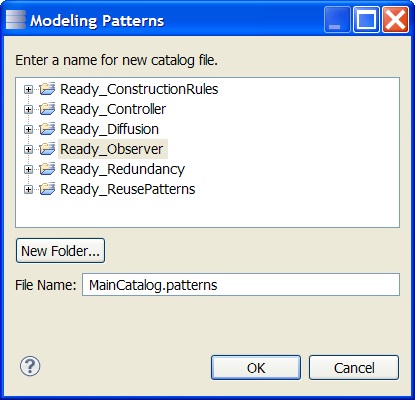 Modeling Patterns
Enter a name for new catalog file.
Ready_ConstructionRules
Ready_Controller
Ready_Diffusion
Ready_Observer
Ready_Redundancy
Ready_ReusePatterns
New Folder...
File Name: MainCatalog.patterns
? OK Cancel